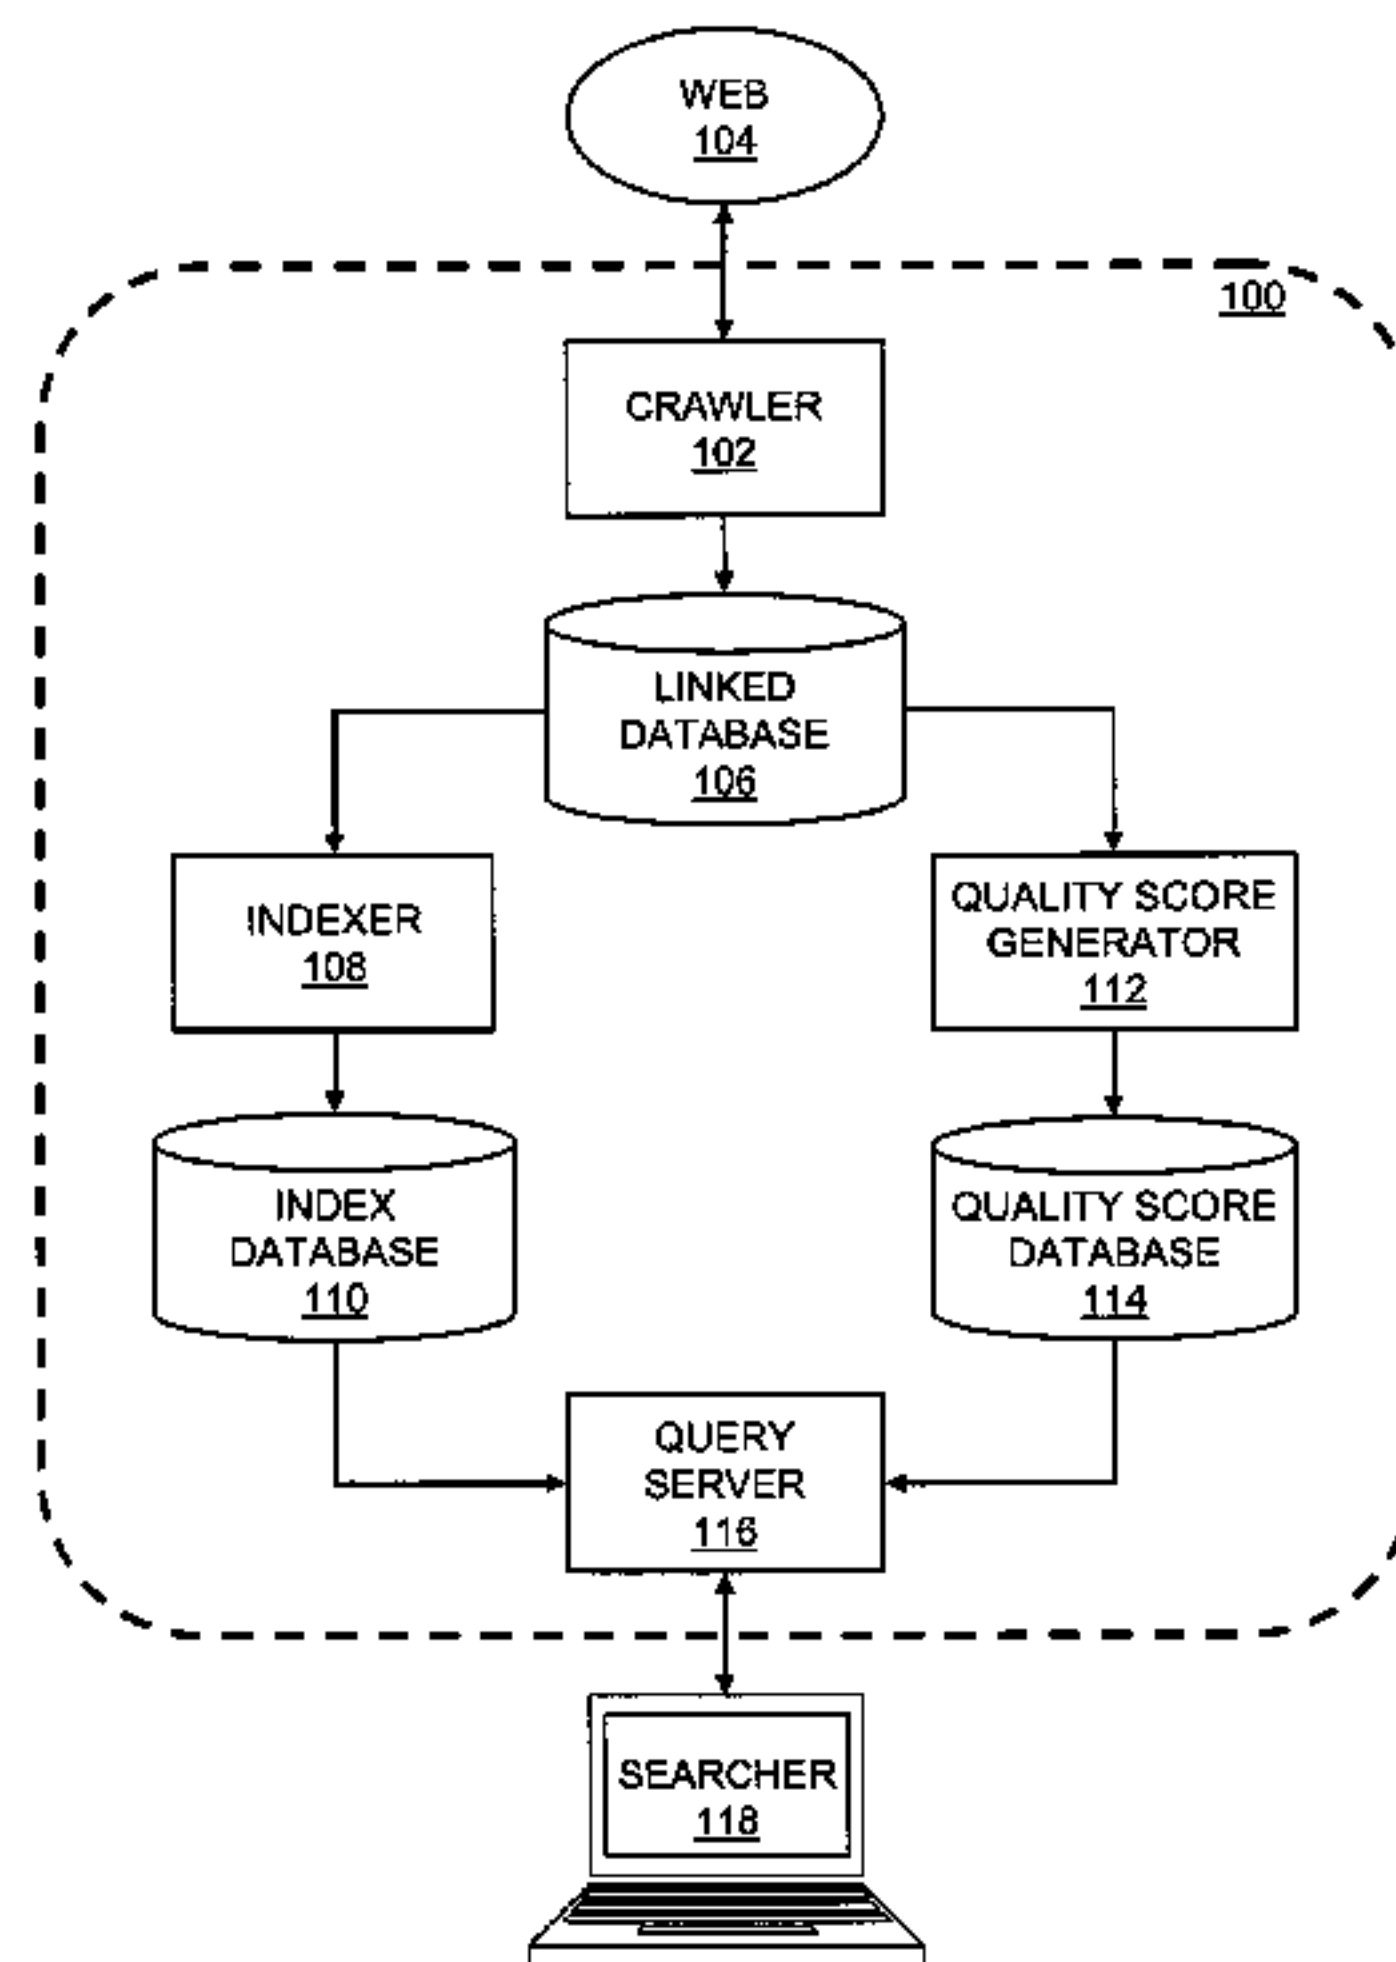 WEB
104
100
CRAWLER
102
LINKED
DATABASE
106
INDEXER
108
QUALITY SCORE
GENERATOR
112
INDEX
DATABASE
110
QUALITY SCORE
DATABASE
114
QUERY
SERVER
116
SEARCHER
118